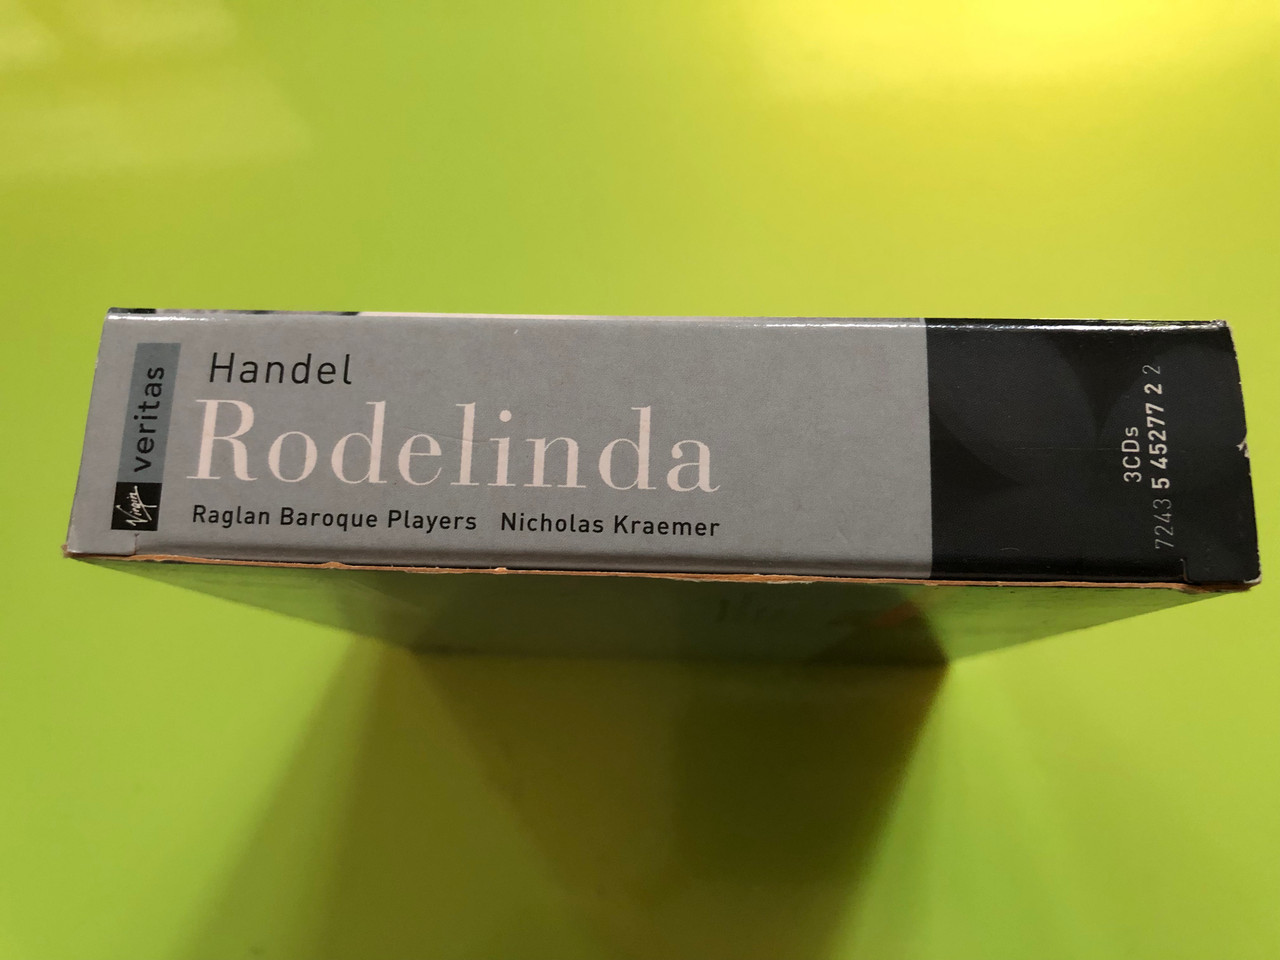 Virgin veritas
Handel
Rodelinda
Raglan Baroque Players Nicholas Kraemer
3CDs
7243 5 45277 2 2